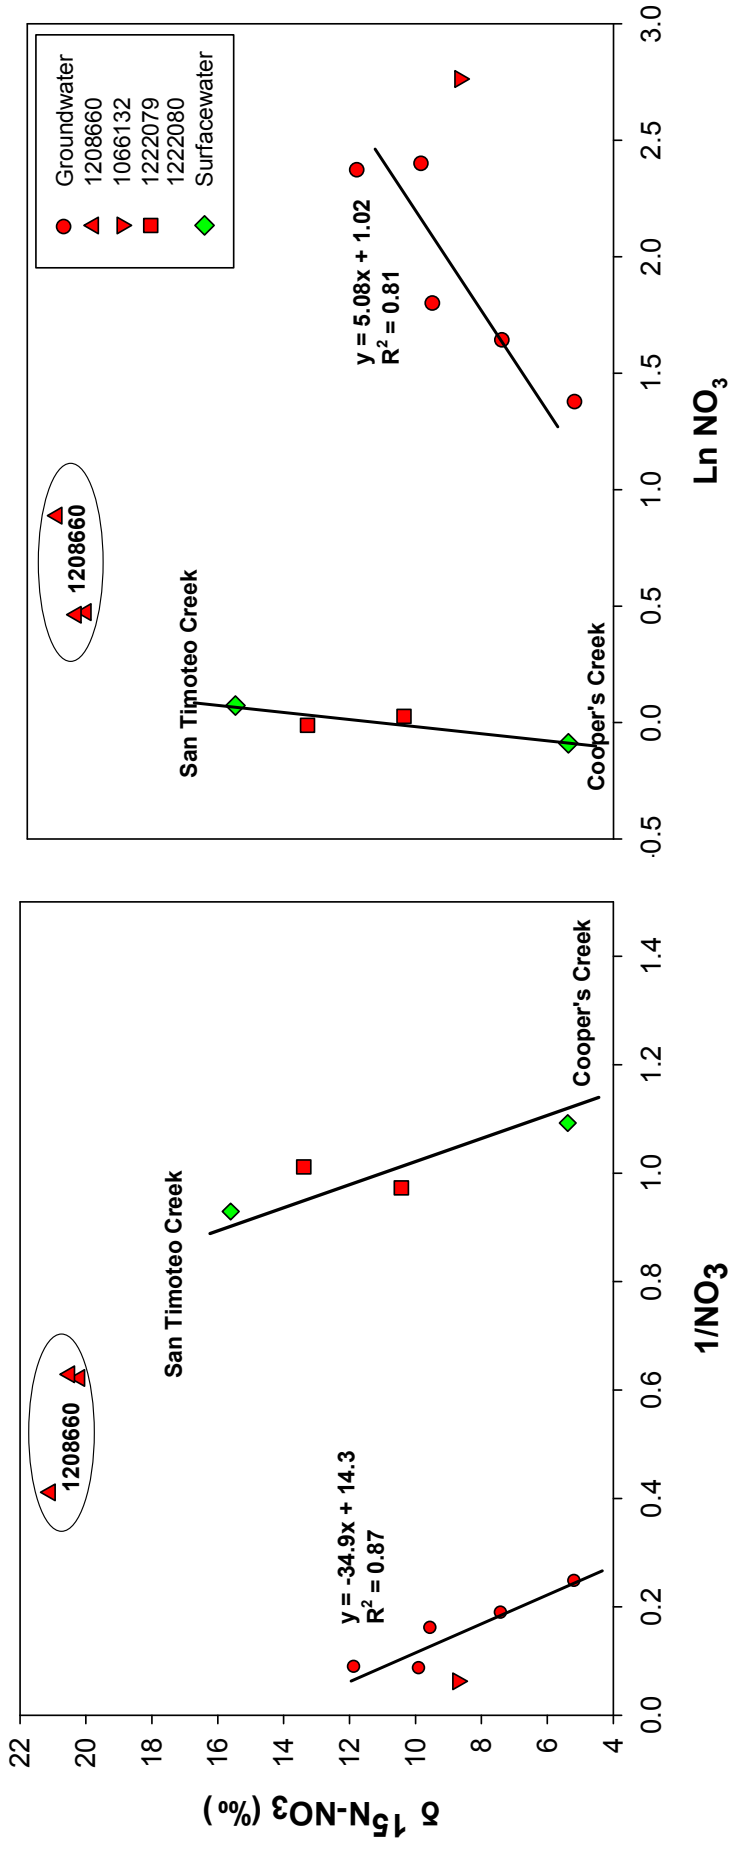 δ 15N-NO3 (‰)
22
20
18
16
14
12
10
8
6
4
0.0
0.2
0.4
0.6
0.8
1.0
1.2
1.4
1/NO3
1208660
San Timoteo Creek
y = -34.9x + 14.3
R2 = 0.87
Cooper's Creek
1208660
San Timoteo Creek
Cooper's Creek
y = 5.08x + 1.02
R2 = 0.81
Groundwater
1208660
1066132
1222079
1222080
Surfacewater
-0.5
0.0
0.5
1.0
1.5
2.0
2.5
3.0
Ln NO3